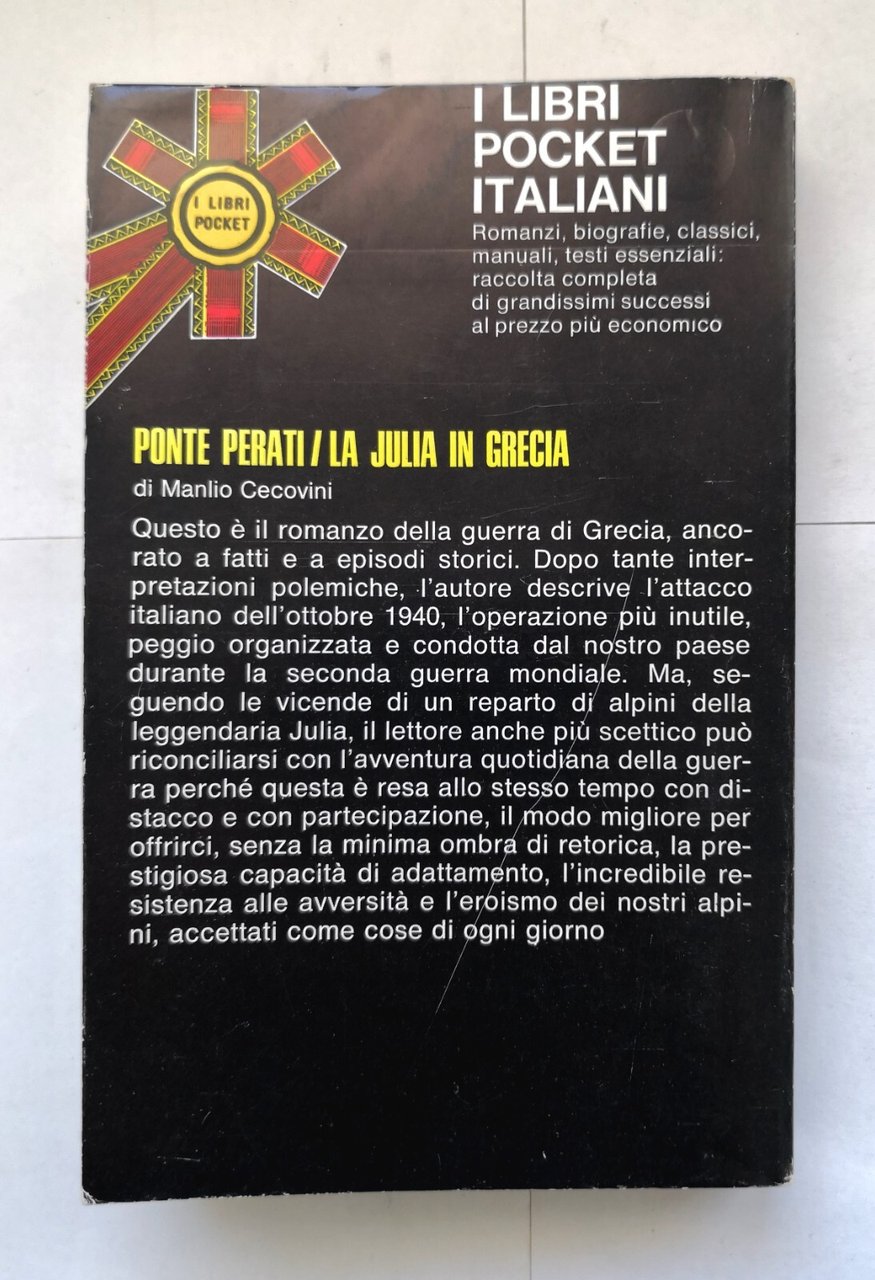 I LIBRI
POCKET
I LIBRI
POCKET
ITALIANI
Romanzi, biografie, classici,
manuali, testi essenziali:
raccolta completa
di grandissimi successi
al prezzo più economico
PONTE PERATI / LA JULIA IN GRECIA
di Manlio Cecovini
Questo è il romanzo della guerra di Grecia, anco-
rato a fatti e a episodi storici. Dopo tante inter-
pretazioni polemiche, l'autore descrive l'attacco
italiano dell'ottobre 1940, l'operazione più inutile,
peggio organizzata e condotta dal nostro paese
durante la seconda guerra mondiale. Ma, se-
guendo le vicende di un reparto di alpini della
leggendaria Julia, il lettore anche più scettico può
riconciliarsi con l'avventura quotidiana della guer-
ra perché questa è resa allo stesso tempo con di-
stacco e con partecipazione, il modo migliore per
offrirci, senza la minima ombra di retorica, la pre-
stigiosa capacità di adattamento, l'incredibile re-
sistenza alle avversità e l'eroismo dei nostri alpi-
ni, accettati come cose di ogni giorno